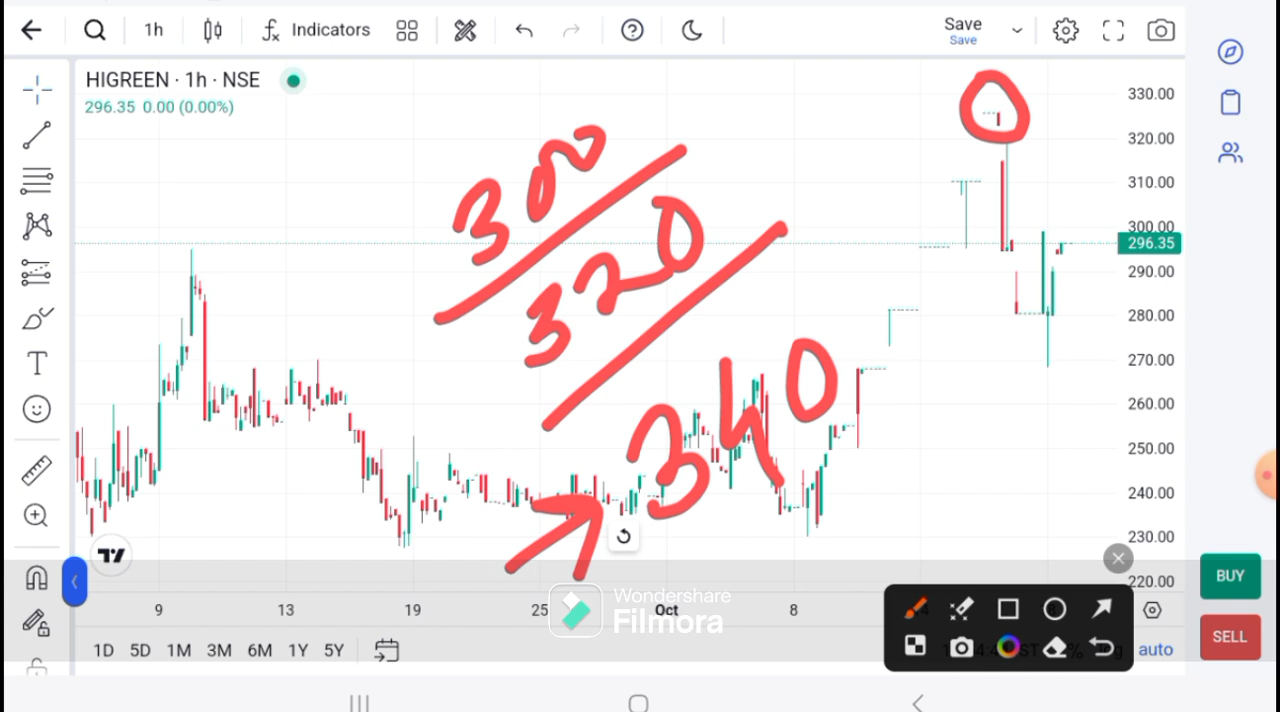 1h
Indicators
Save
Save
HIGREEN · 1h · NSE
296.35 0.00 (0.00%)
330.00
320.00
310.00
300.00
296.35
290.00
280.00
270.00
260.00
250.00
240.00
230.00
220.00
300
320
340
9
13
19
25
Oct
8
Wondershare
Filmora
1D 5D 1M 3M 6M 1Y 5Y
auto
BUY
SELL